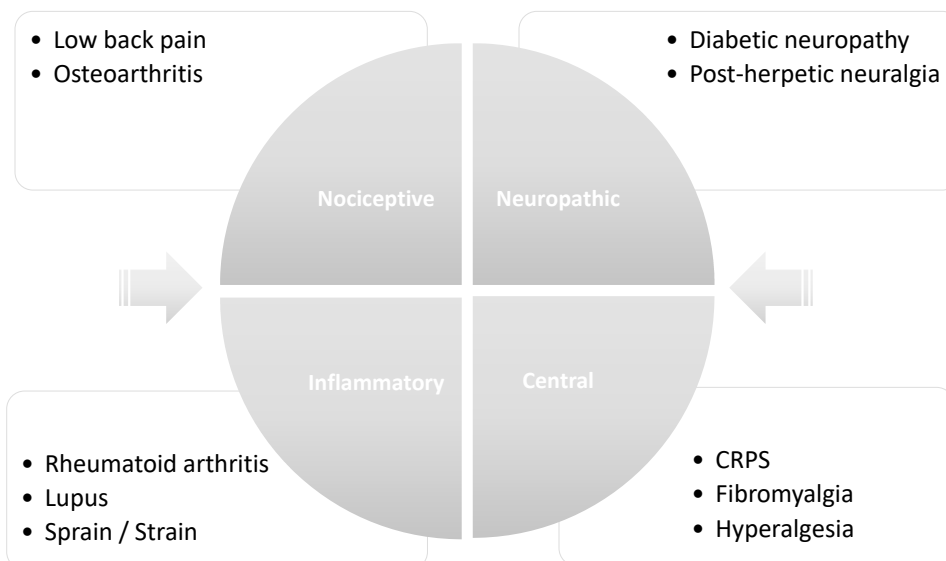 • Low back pain
• Osteoarthritis
• Diabetic neuropathy
• Post-herpetic neuralgia
Nociceptive
Neuropathic
Inflammatory
Central
• Rheumatoid arthritis
• Lupus
• Sprain / Strain
• CRPS
• Fibromyalgia
• Hyperalgesia